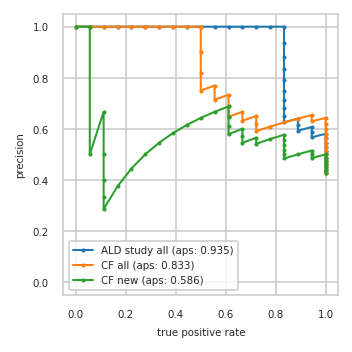 1.0
0.8
0.6
0.4
0.2
0.0
precision
ALD study all (aps: 0.935)
CF all (aps: 0.833)
CF new (aps: 0.586)
0.0 0.2 0.4 0.6 0.8 1.0
true positive rate